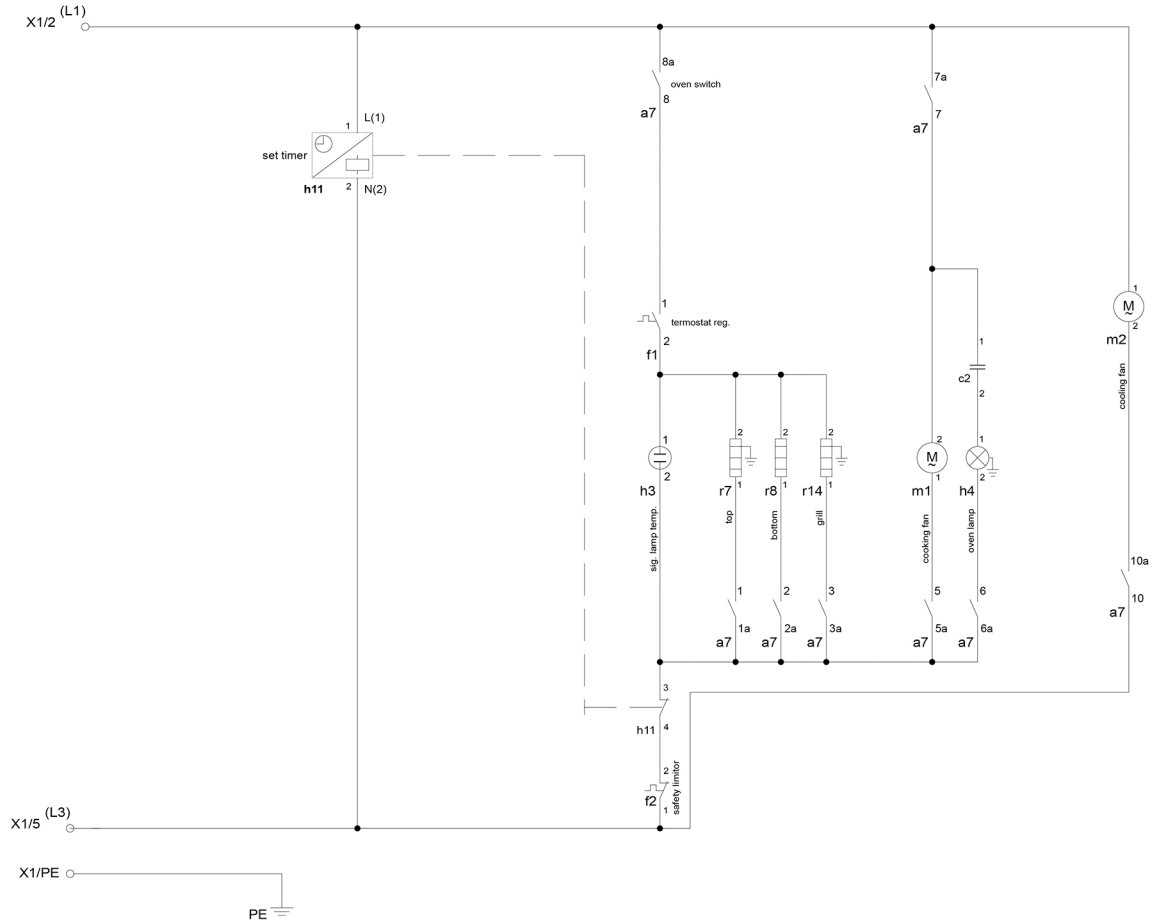 (L1)
X1/2
8a
oven switch
8
a7
7a
7
a7
L(1)
1
set timer
h11
2
N(2)
1
termostat reg.
2
f1
1
M
~
2
m2
cooling fan
1
c2
2
1
2
h3
sig. lamp temp.
2
1
r7
top
2
1
r8
bottom
2
1
r14
grill
2
M
~
1
m1
cooking fan
1
2
h4
oven lamp
1
1a
a7
2
2a
a7
3
3a
a7
5
5a
a7
6
6a
a7
10a
10
a7
3
h11
4
2
f2
1
safety limitor
(L3)
X1/5
X1/PE
PE